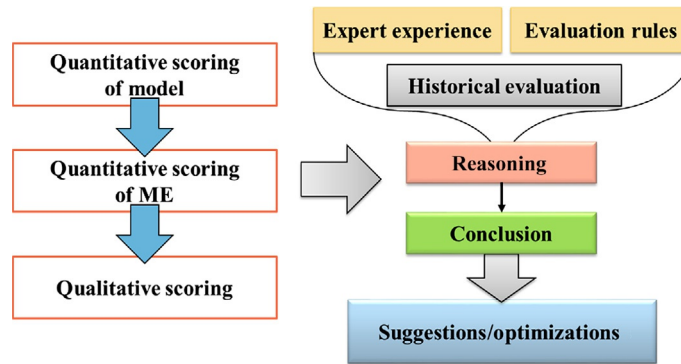 Quantitative scoring
of model
Quantitative scoring
of ME
Qualitative scoring
Expert experience
Evaluation rules
Historical evaluation
Reasoning
Conclusion
Suggestions/optimizations